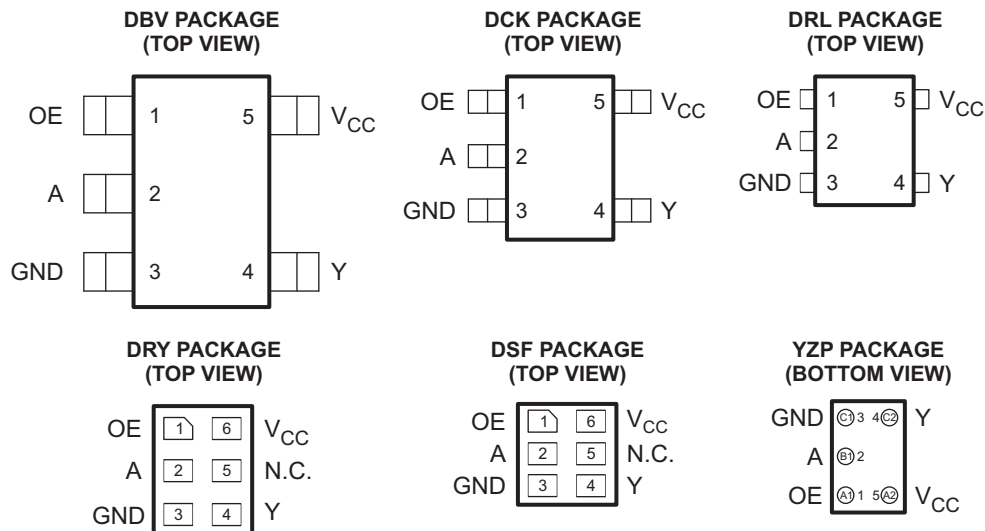 DBV PACKAGE
(TOP VIEW)
OE 1 5 VCC
A 2
GND 3 4 Y
DCK PACKAGE
(TOP VIEW)
OE 1 5 VCC
A 2
GND 3 4 Y
DRL PACKAGE
(TOP VIEW)
OE 1 5 VCC
A 2
GND 3 4 Y
DRY PACKAGE
(TOP VIEW)
OE 1 6 VCC
A 2 5 N.C.
GND 3 4 Y
DSF PACKAGE
(TOP VIEW)
OE 1 6 VCC
A 2 5 N.C.
GND 3 4 Y
YZP PACKAGE
(BOTTOM VIEW)
GND C1 3 4 C2 Y
A B1 2
OE A1 1 5 A2 VCC